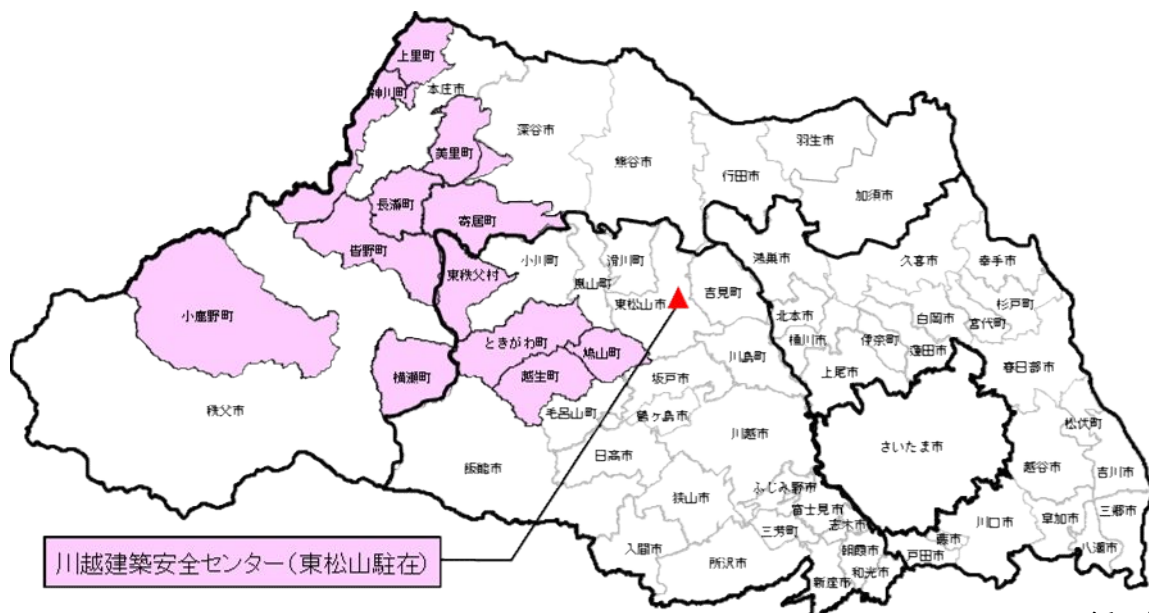 上里町
神川町
本庄市
深谷市
美里町
熊谷市
羽生市
行田市
加須市
長瀞町
寄居町
皆野町
東秩父村
小川町
嵐山町
滑川町
東松山市
吉見町
鴻巣市
久喜市
幸手市
小鹿野町
ときがわ町
鳩山町
越生町
横瀬町
秩父市
北本市
桶川市
伊奈町
白岡市
宮代町
杉戸町
蓮田市
上尾市
川島町
坂戸市
春日部市
毛呂山町
鶴ヶ島市
川越市
さいたま市
松伏町
日高市
飯能市
越谷市
吉川市
狭山市
ふじみ野市
富士見市
志木市
三芳町
川口市
草加市
三郷市
入間市
所沢市
朝霞市
和光市
新座市
戸田市
蕨市
八潮市
川越建築安全センター(東松山駐在)